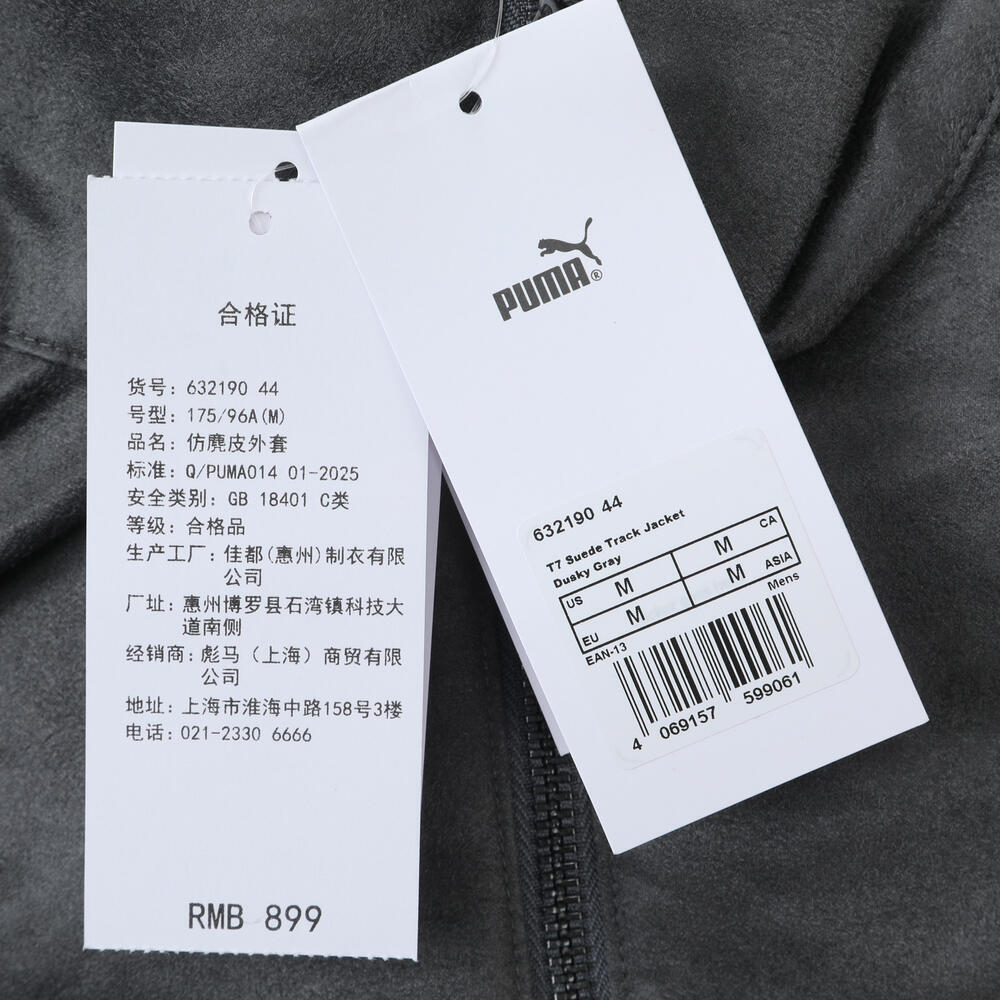 合格证
货号: 632190 44
号型: 175/96A(M)
品名: 仿麂皮外套
标准: Q/PUMA014 01-2025
安全类别: GB 18401 C类
等级: 合格品
生产工厂: 佳都(惠州)制衣有限
公司
厂址: 惠州博罗县石湾镇科技大
道南侧
经销商: 彪马（上海）商贸有限
公司
地址: 上海市淮海中路158号3楼
电话: 021-2330 6666
RMB 899
PUMA®
632190 44
T7 Suede Track Jacket
Dusky Gray
US M M CA
EU M M ASIA
EAN-13 Mens
4 069157 599061